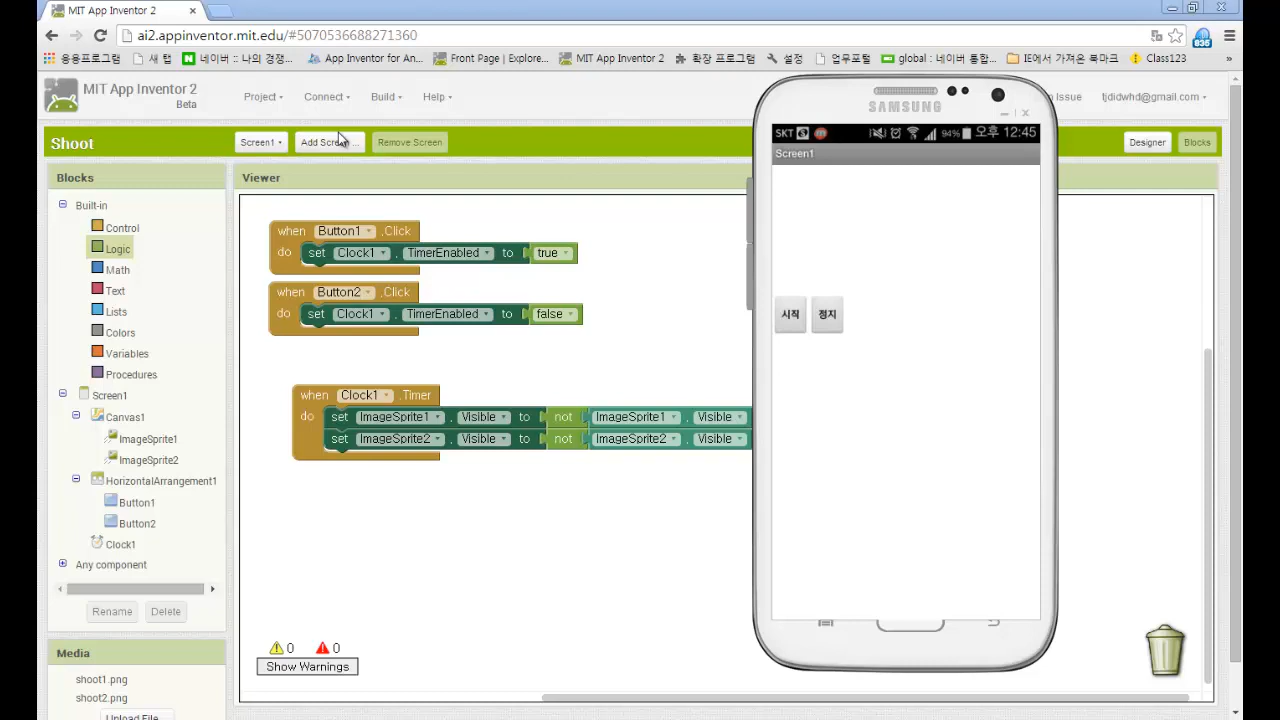 MIT App Inventor 2
ai2.appinventor.mit.edu/#5070536688271360
835
응용프로그램 새 탭 네이버 :: 나의 경쟁... App Inventor for An... Front Page | Explore... MIT App Inventor 2 확장 프로그램 설정 업무포털 global : 네이버 통합... IE에서 가져온 북마크 Class123 »
MIT App Inventor 2
Beta
Project Connect Build Help
Issue tjdidwhd@gmail.com
Shoot Screen1 Add Screen ... Remove Screen Designer Blocks
Blocks
Built-in
Control
Logic
Math
Text
Lists
Colors
Variables
Procedures
Screen1
Canvas1
ImageSprite1
ImageSprite2
HorizontalArrangement1
Button1
Button2
Clock1
Any component
Rename Delete
Media
shoot1.png
shoot2.png
Upload File ...
Viewer
when Button1 .Click
do set Clock1 . TimerEnabled to true
when Button2 .Click
do set Clock1 . TimerEnabled to false
when Clock1 .Timer
do set ImageSprite1 . Visible to not ImageSprite1 . Visible
set ImageSprite2 . Visible to not ImageSprite2 . Visible
0 0
Show Warnings
SAMSUNG
SKT 94% 오후 12:45
Screen1
시작 정지